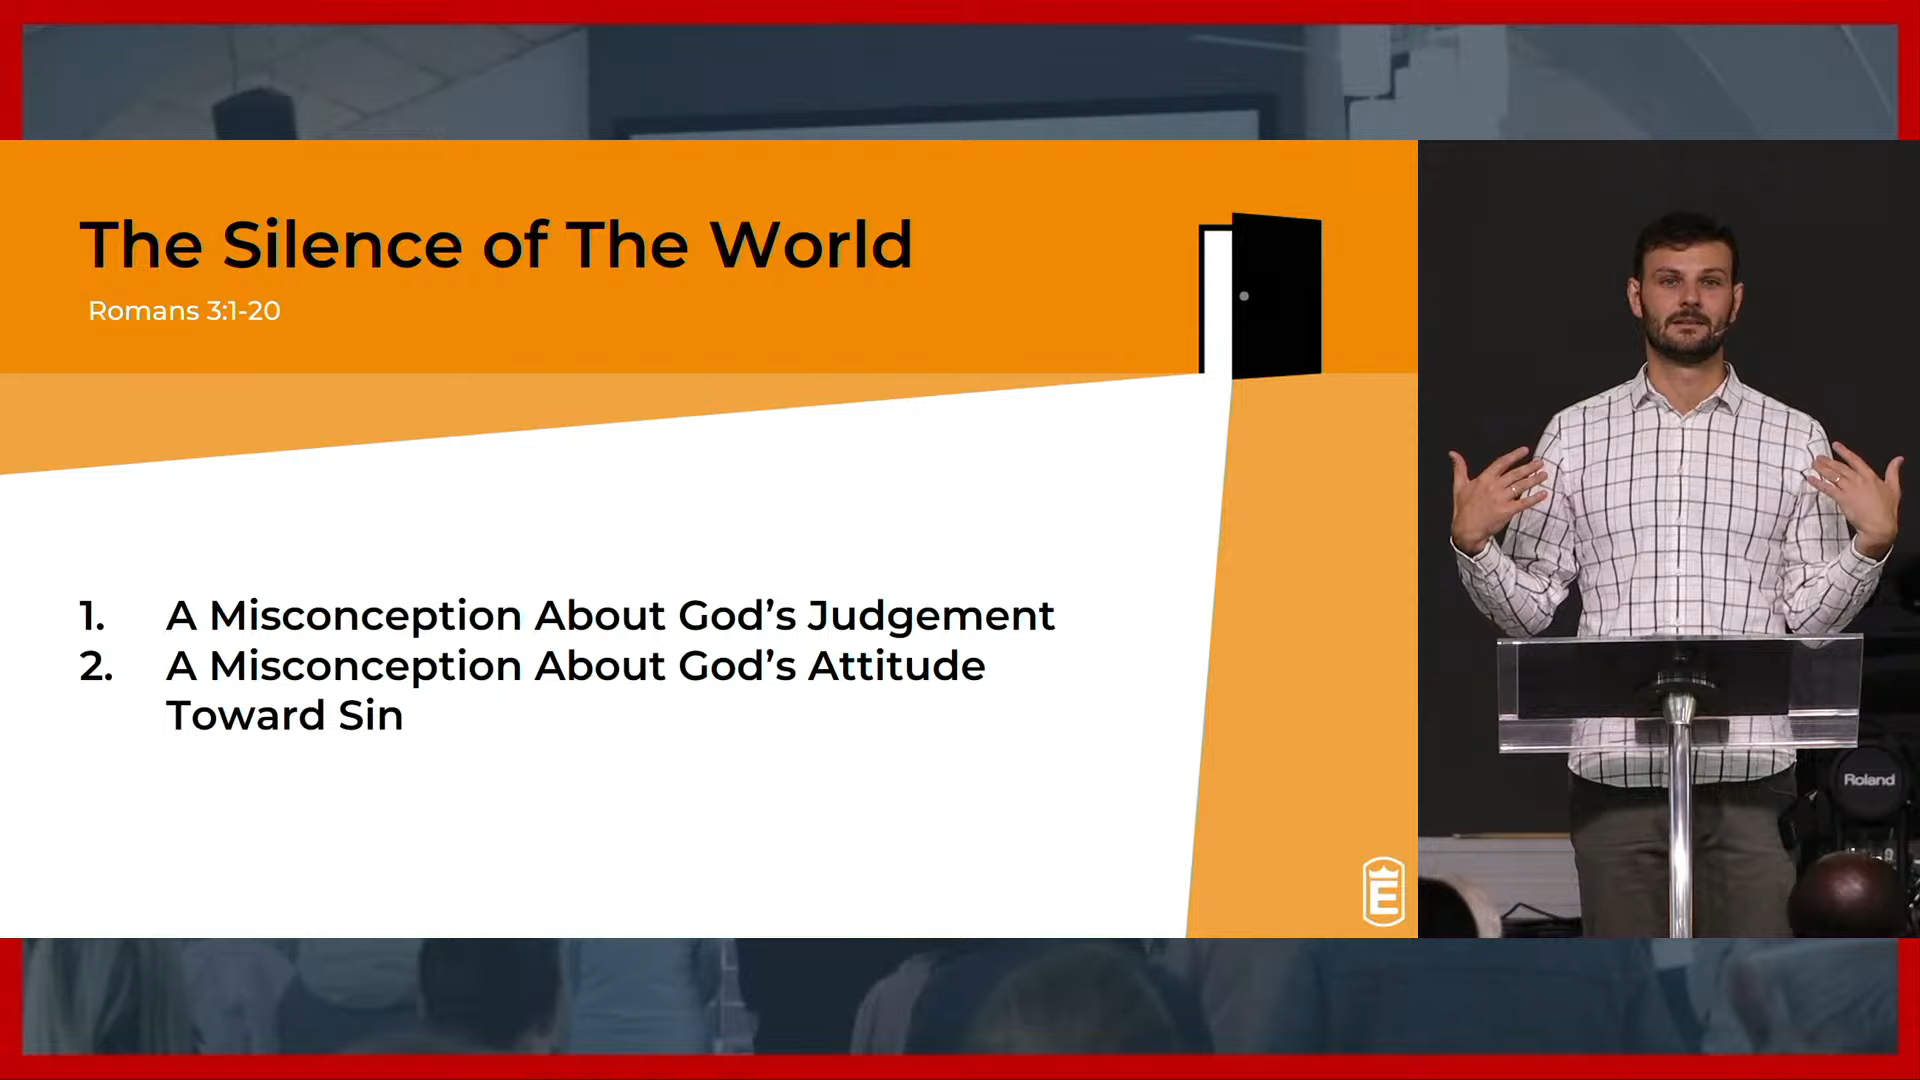 The Silence of The World
Romans 3:1-20
1. A Misconception About God’s Judgement
2. A Misconception About God’s Attitude
Toward Sin
E
Roland